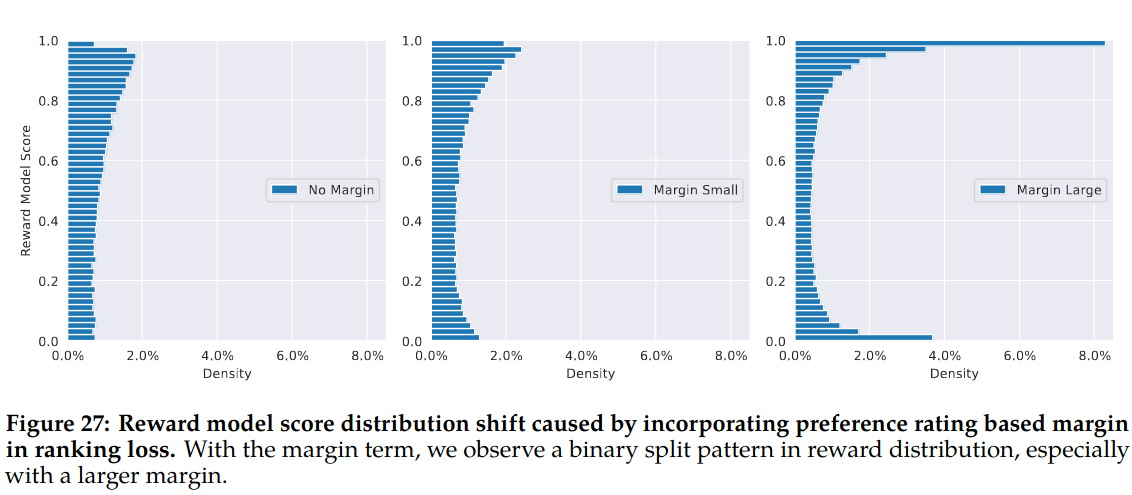 1.0
0.8
0.6
0.4
0.2
0.0
Reward Model Score
No Margin
0.0% 2.0% 4.0% 6.0% 8.0%
Density
1.0
0.8
0.6
0.4
0.2
0.0
Margin Small
0.0% 2.0% 4.0% 6.0% 8.0%
Density
1.0
0.8
0.6
0.4
0.2
0.0
Margin Large
0.0% 2.0% 4.0% 6.0% 8.0%
Density
Figure 27: Reward model score distribution shift caused by incorporating preference rating based margin
in ranking loss. With the margin term, we observe a binary split pattern in reward distribution, especially
with a larger margin.